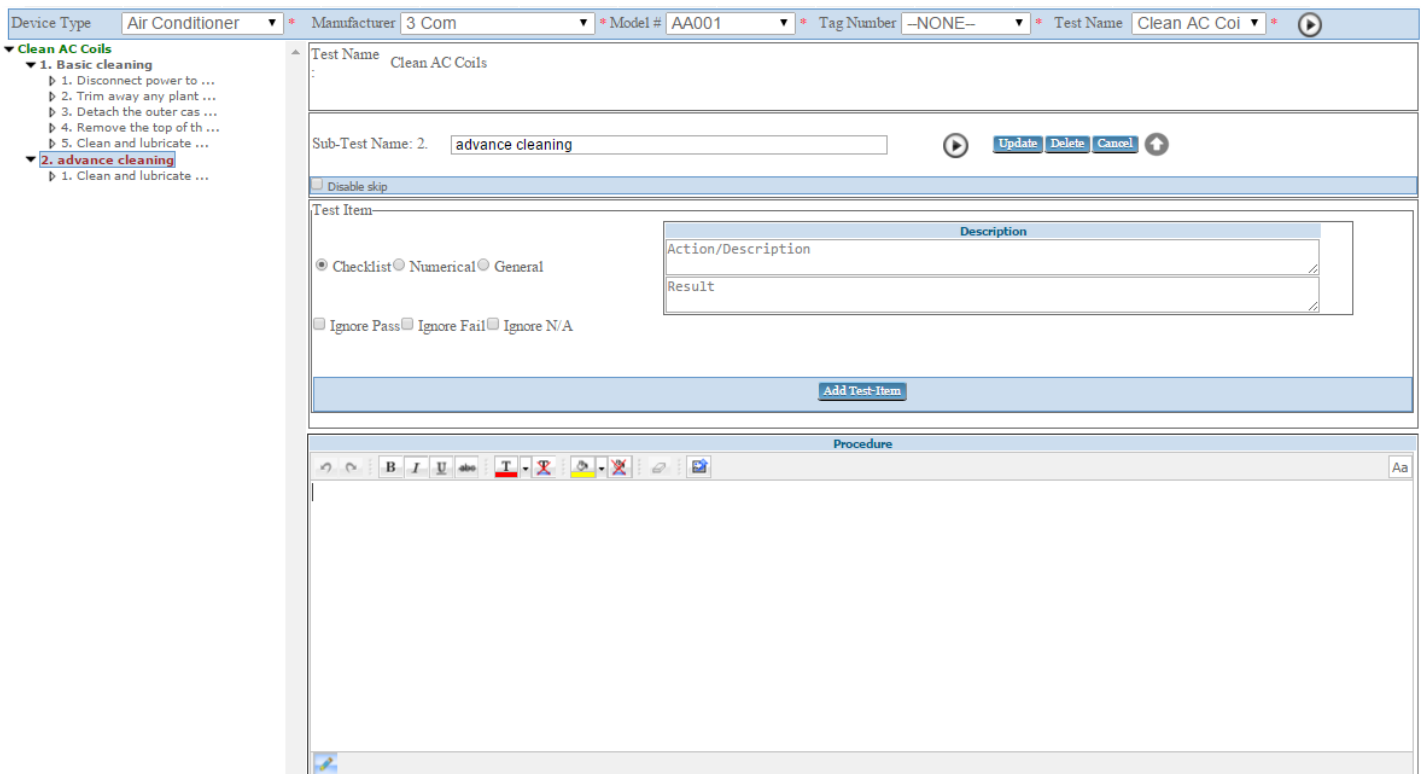 Device Type Air Conditioner * Manufacturer 3 Com * Model # AA001 * Tag Number --NONE-- * Test Name Clean AC Coi *
Clean AC Coils
1. Basic cleaning
1. Disconnect power to ...
2. Trim away any plant ...
3. Detach the outer cas ...
4. Remove the top of th ...
5. Clean and lubricate ...
2. advance cleaning
1. Clean and lubricate ...
Test Name
:
Clean AC Coils
Sub-Test Name: 2. advance cleaning Update Delete Cancel
Disable skip
Test Item
Description
Action/Description
Checklist Numerical General
Result
Ignore Pass Ignore Fail Ignore N/A
Add Test-Item
Procedure
B I U abc T T Aa